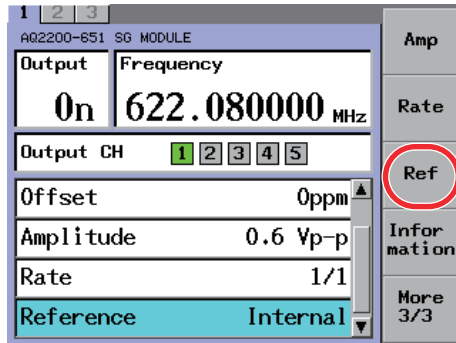 1 2 3
AQ2200-651 SG MODULE
Output Frequency
On 622.080000 MHz
Output CH 1 2 3 4 5
Offset 0ppm
Amplitude 0.6 Vp-p
Rate 1/1
Reference Internal
Amp
Rate
Ref
Infor
mation
More
3/3